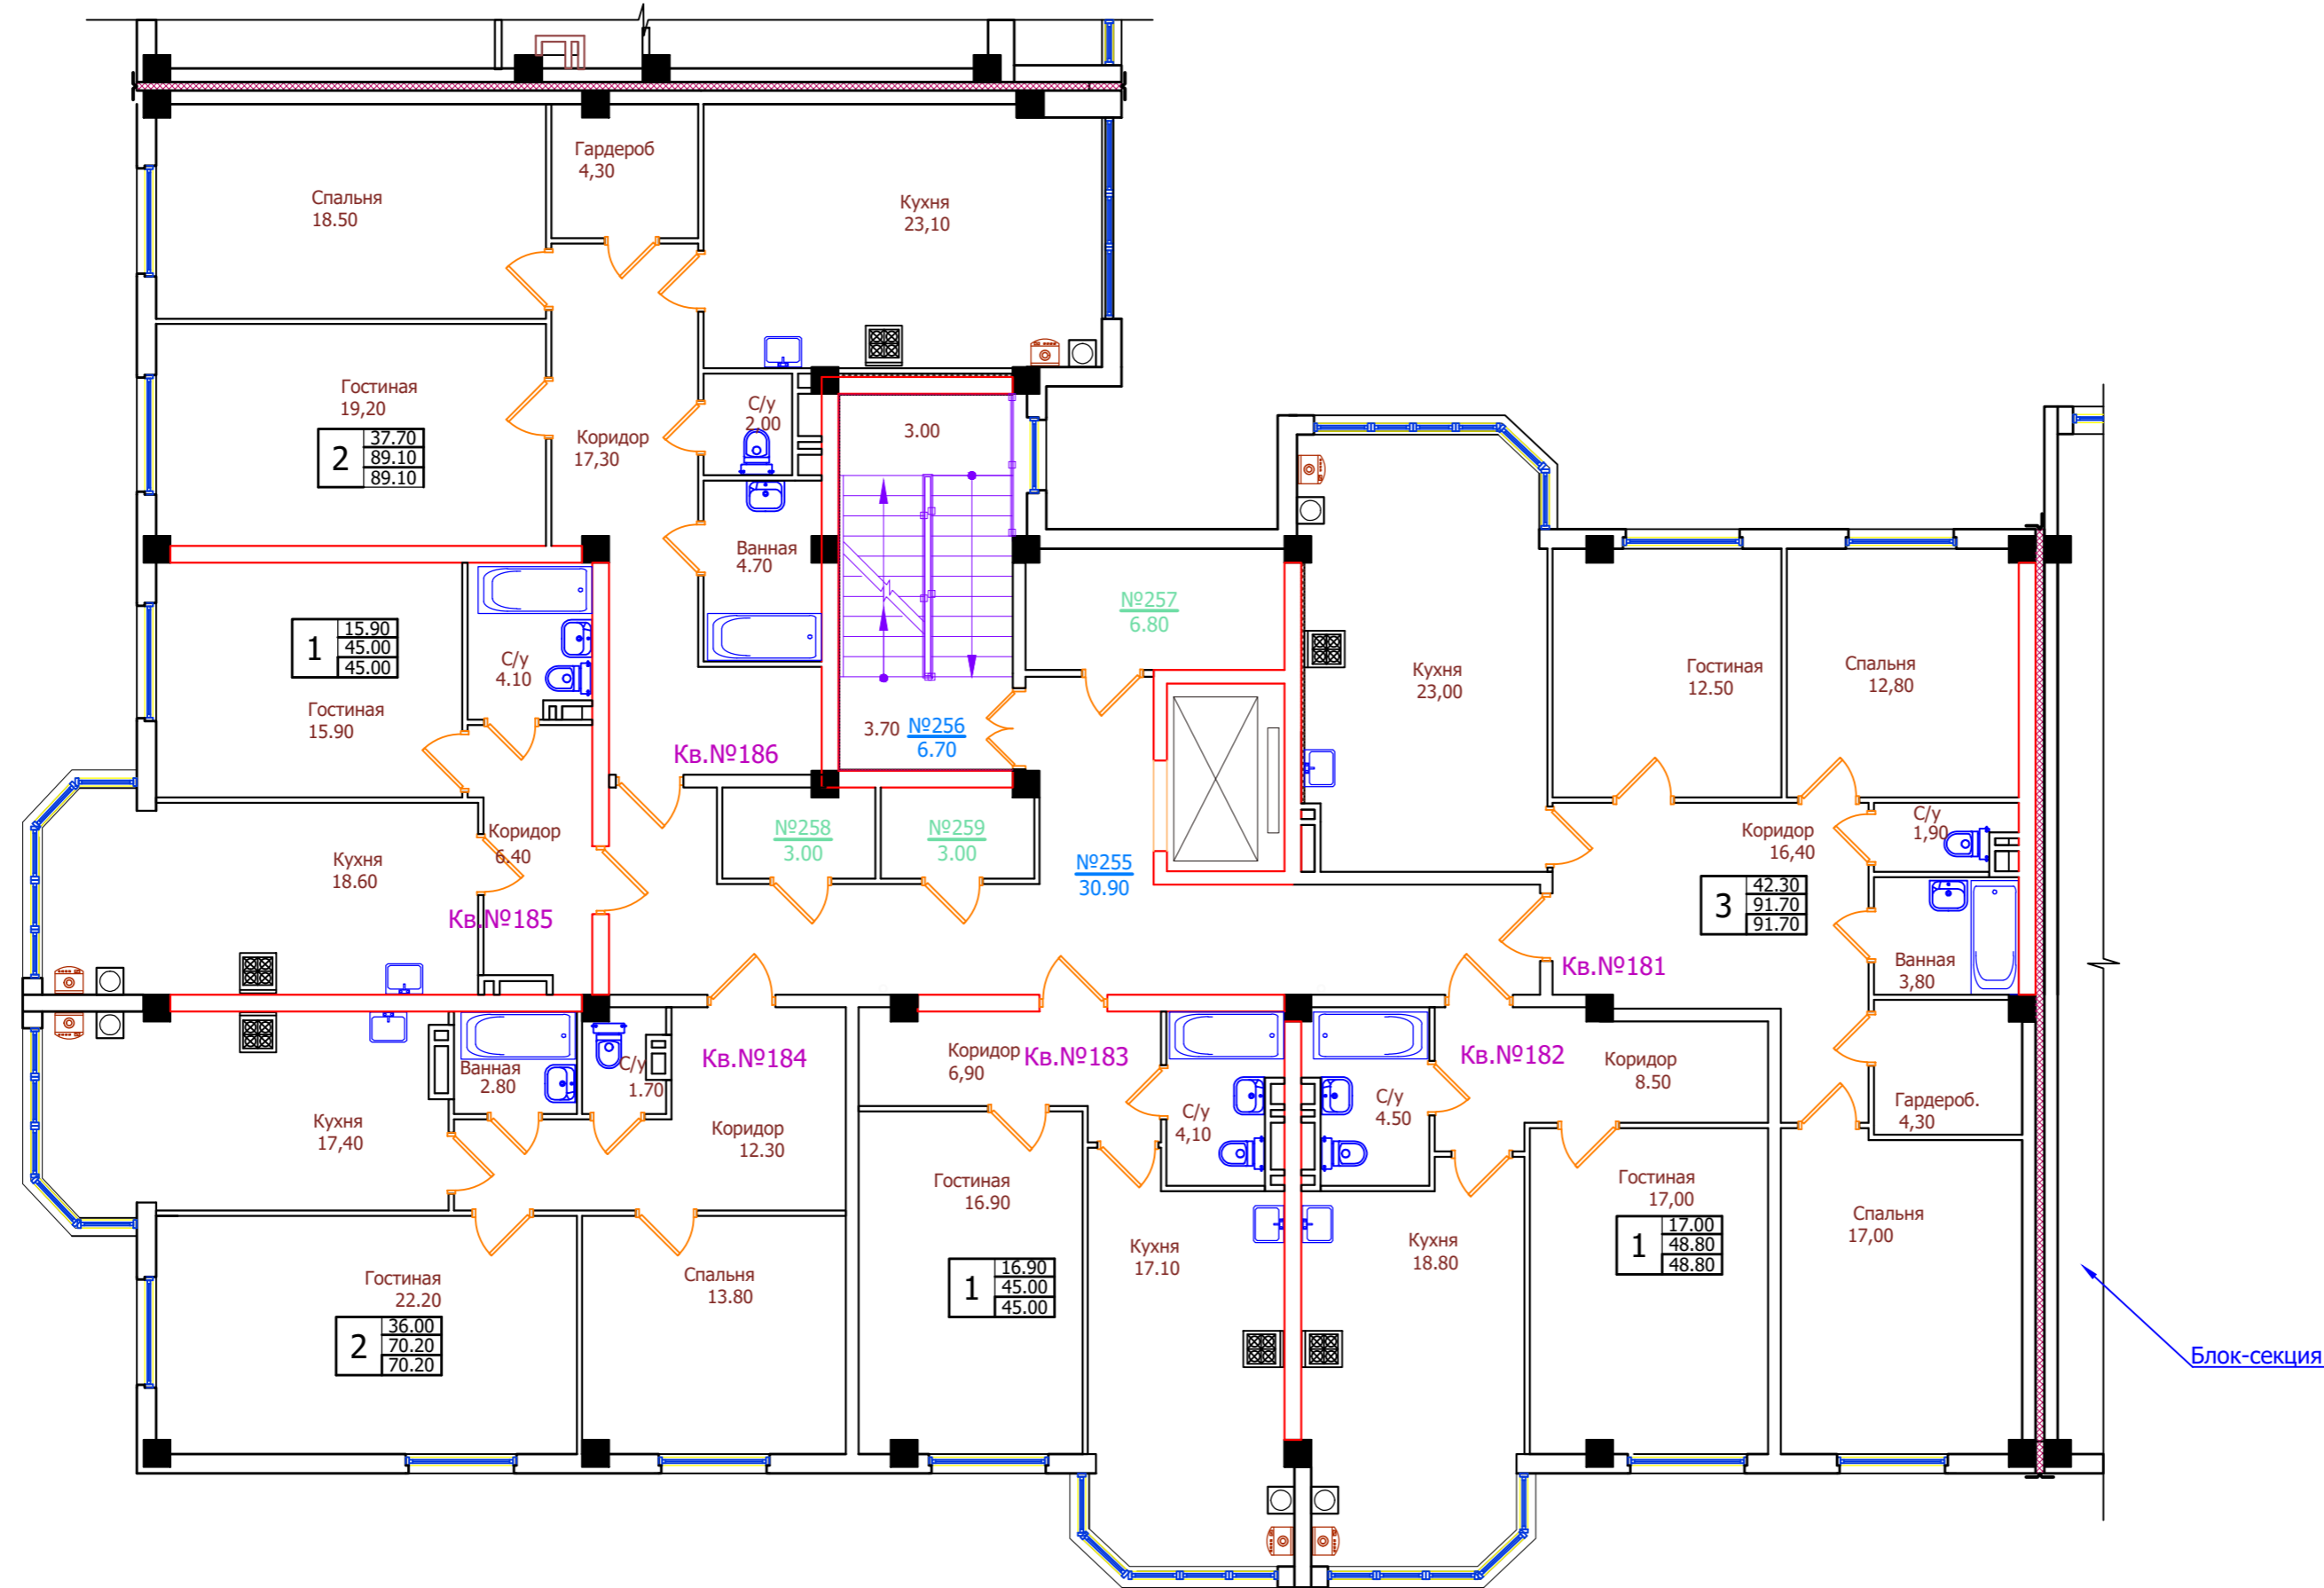 Гардероб
4,30
Спальня
18.50
Кухня
23,10
Гостиная
19,20
2
37.70
89.10
89.10
Коридор
17,30
С/у
2.00
3.00
Ванная
4.70
№257
6.80
1
15.90
45.00
45.00
С/у
4.10
Гостиная
15.90
Кухня
23,00
Гостиная
12.50
Спальня
12,80
3.70
№256
6.70
Кв.№186
Коридор
6.40
Кухня
18.60
№258
3.00
№259
3.00
№255
30.90
Коридор
16,40
С/у
1,90
3
42.30
91.70
91.70
Кв.№185
Кв.№181
Ванная
3,80
Ванная
2.80
С/у
1.70
Кв.№184
Коридор
6,90
Кв.№183
Кв.№182
Коридор
8.50
С/у
4,10
С/у
4.50
Гардероб.
4,30
Кухня
17,40
Коридор
12.30
Гостиная
16.90
Гостиная
17,00
1
17.00
48.80
48.80
Спальня
17,00
Кухня
17.10
Кухня
18.80
Гостиная
22.20
2
36.00
70.20
70.20
Спальня
13.80
1
16.90
45.00
45.00
Блок-секция